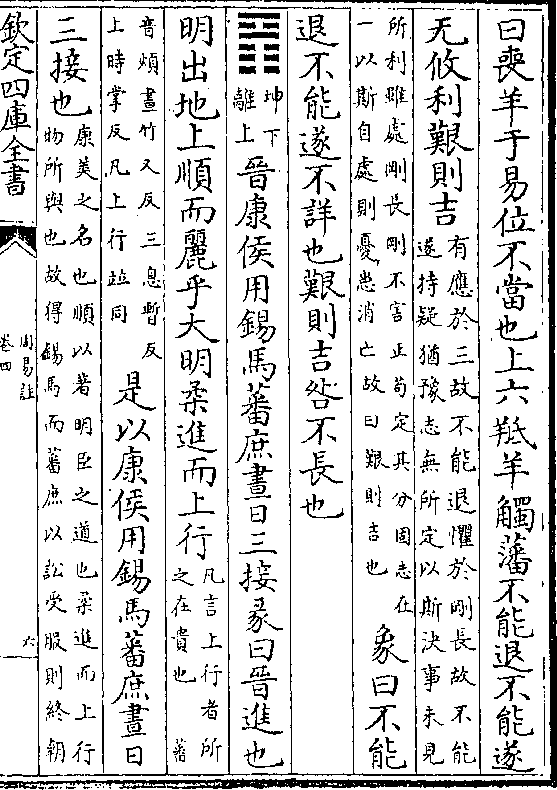 曰喪羊于易位不當也上六羝羊觸藩不能退不能遂
无攸利艱則吉
有應於三故不能退懼於剛長故不能
遂持疑猶豫志無所定以斯決事未見
所利雖處剛長剛不害正苟定其分固志在
一以斯自處則憂患消亡故曰艱則吉也
象曰不能
退不能遂不詳也艱則吉咎不長也
䷢
坤下
離上
晉康侯用錫馬蕃庶晝日三接彖曰晉進也
明出地上順而麗乎大明柔進而上行
凡言上行者所
之在貴也 蕃
音煩晝竹又反三息暫反
上時掌反凡上行並同
是以康侯用錫馬蕃庶晝日
三接也
康美之名也順以著明臣之道也柔進而上行
物所與也故得錫馬而蕃庶以訟受服則終朝
欽定四庫全書
周易註
卷四
六